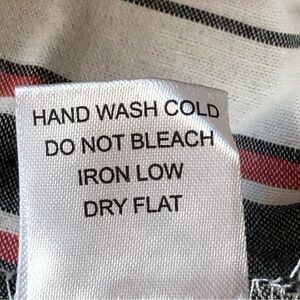 HAND WASH COLD
DO NOT BLEACH
IRON LOW
DRY FLAT